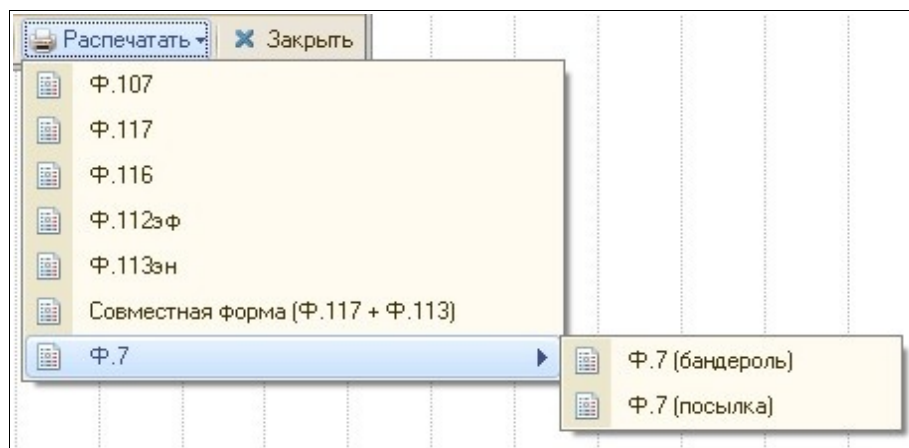 Распечатать Закрыть
Ф.107
Ф.117
Ф.116
Ф.112эф
Ф.113эн
Совместная форма (Ф.117 + Ф.113)
Ф.7
Ф.7 (бандероль)
Ф.7 (посылка)